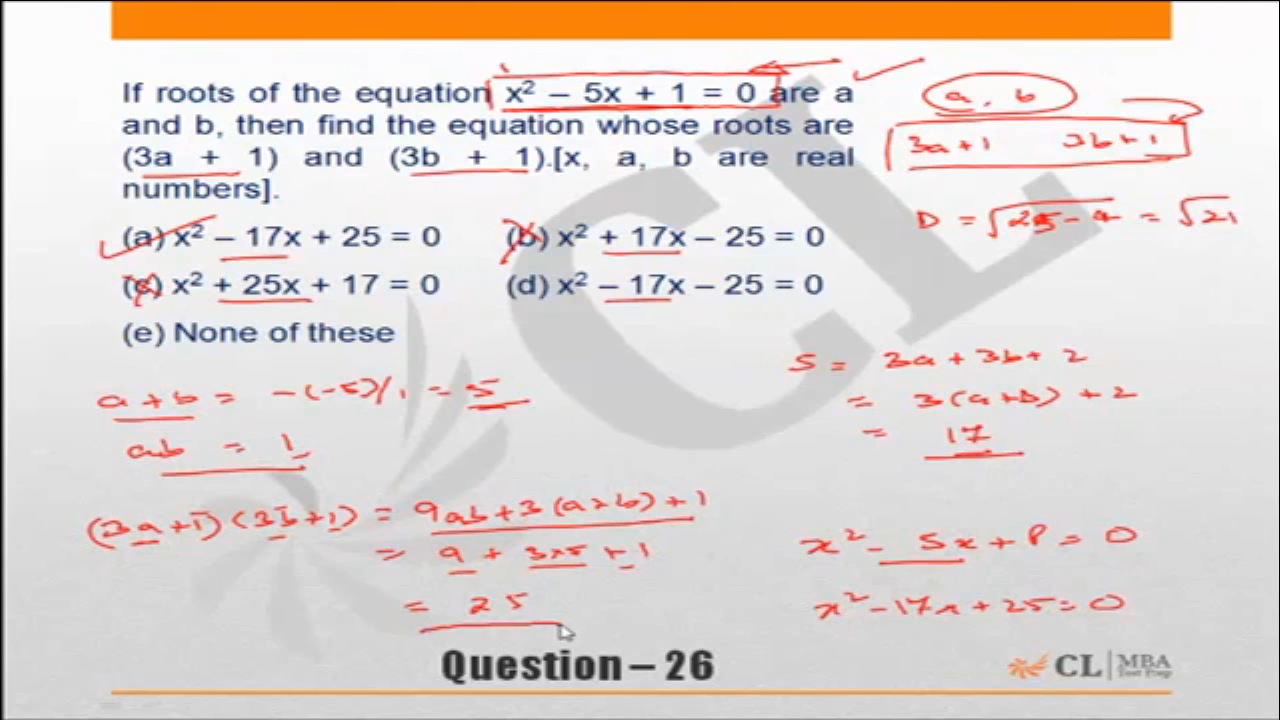 If roots of the equation x² – 5x + 1 = 0 are a
and b, then find the equation whose roots are
(3a + 1) and (3b + 1).[x, a, b are real
numbers].
(a) x² – 17x + 25 = 0 (b) x² + 17x – 25 = 0
(c) x² + 25x + 17 = 0 (d) x² – 17x – 25 = 0
(e) None of these
a, b
3a+1 3b+1
D = √25-4 = √21
a+b = -(-5)/1 = 5
ab = 1
(3a+1)(3b+1) = 9ab+3(a+b)+1
= 9 + 3×5 + 1
= 25
S = 3a+3b+2
= 3(a+b)+2
= 17
x² - Sx + P = 0
x² - 17x + 25 = 0
CL
Question – 26
CL MBA
Test Prep